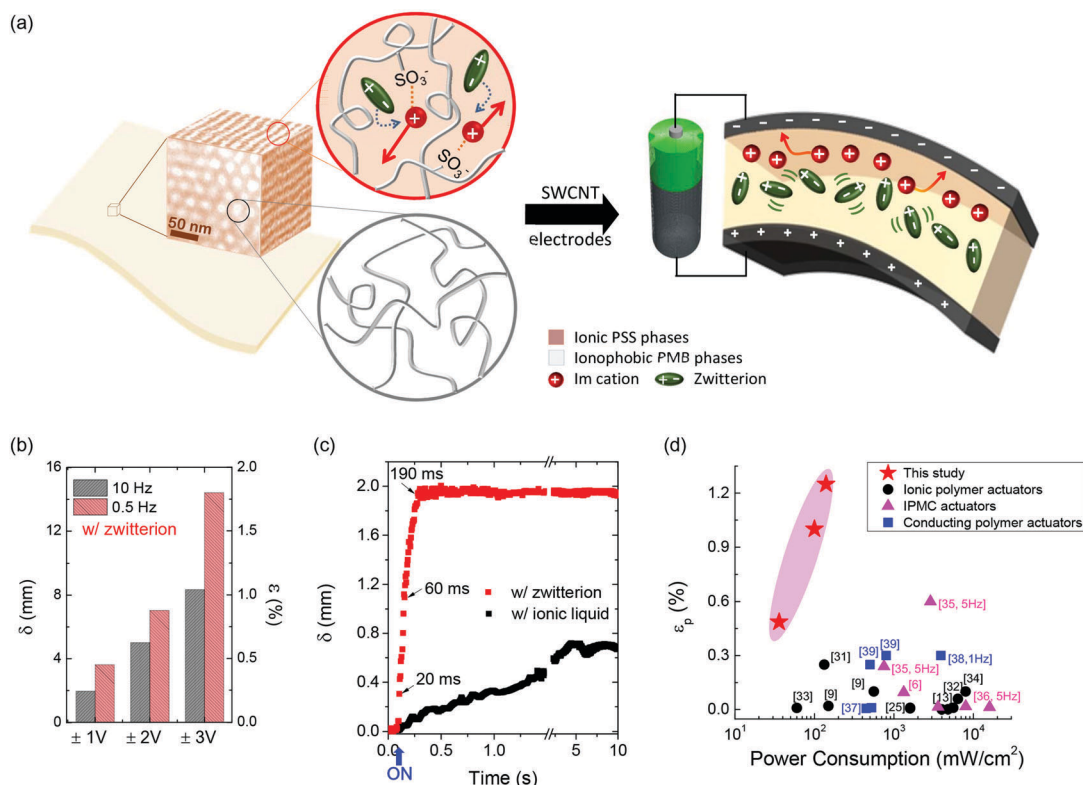 (a)
SO₃⁻
SO₃⁻
50 nm
SWCNT
electrodes
Ionic PSS phases
Ionophobic PMB phases
Im cation
Zwitterion
(b)
16
12
8
4
0
δ (mm)
10 Hz
0.5 Hz
w/ zwitterion
2.0
1.5
1.0
0.5
0.0
ε (%)
± 1V
± 2V
± 3V
(c)
2.0
1.6
1.2
0.8
0.4
0.0
δ (mm)
190 ms
60 ms
20 ms
w/ zwitterion
w/ ionic liquid
0.0
0.5
1.0
5
10
ON
Time (s)
(d)
This study
Ionic polymer actuators
IPMC actuators
Conducting polymer actuators
1.2
0.9
0.6
0.3
0.0
εp (%)
[35, 5Hz]
[39]
[39]
[38,1Hz]
[31]
[35, 5Hz]
[34]
[9]
[6]
[32]
[33]
[9]
[37]
[25]
[13]
[36, 5Hz]
10¹
10²
10³
10⁴
Power Consumption (mW/cm²)